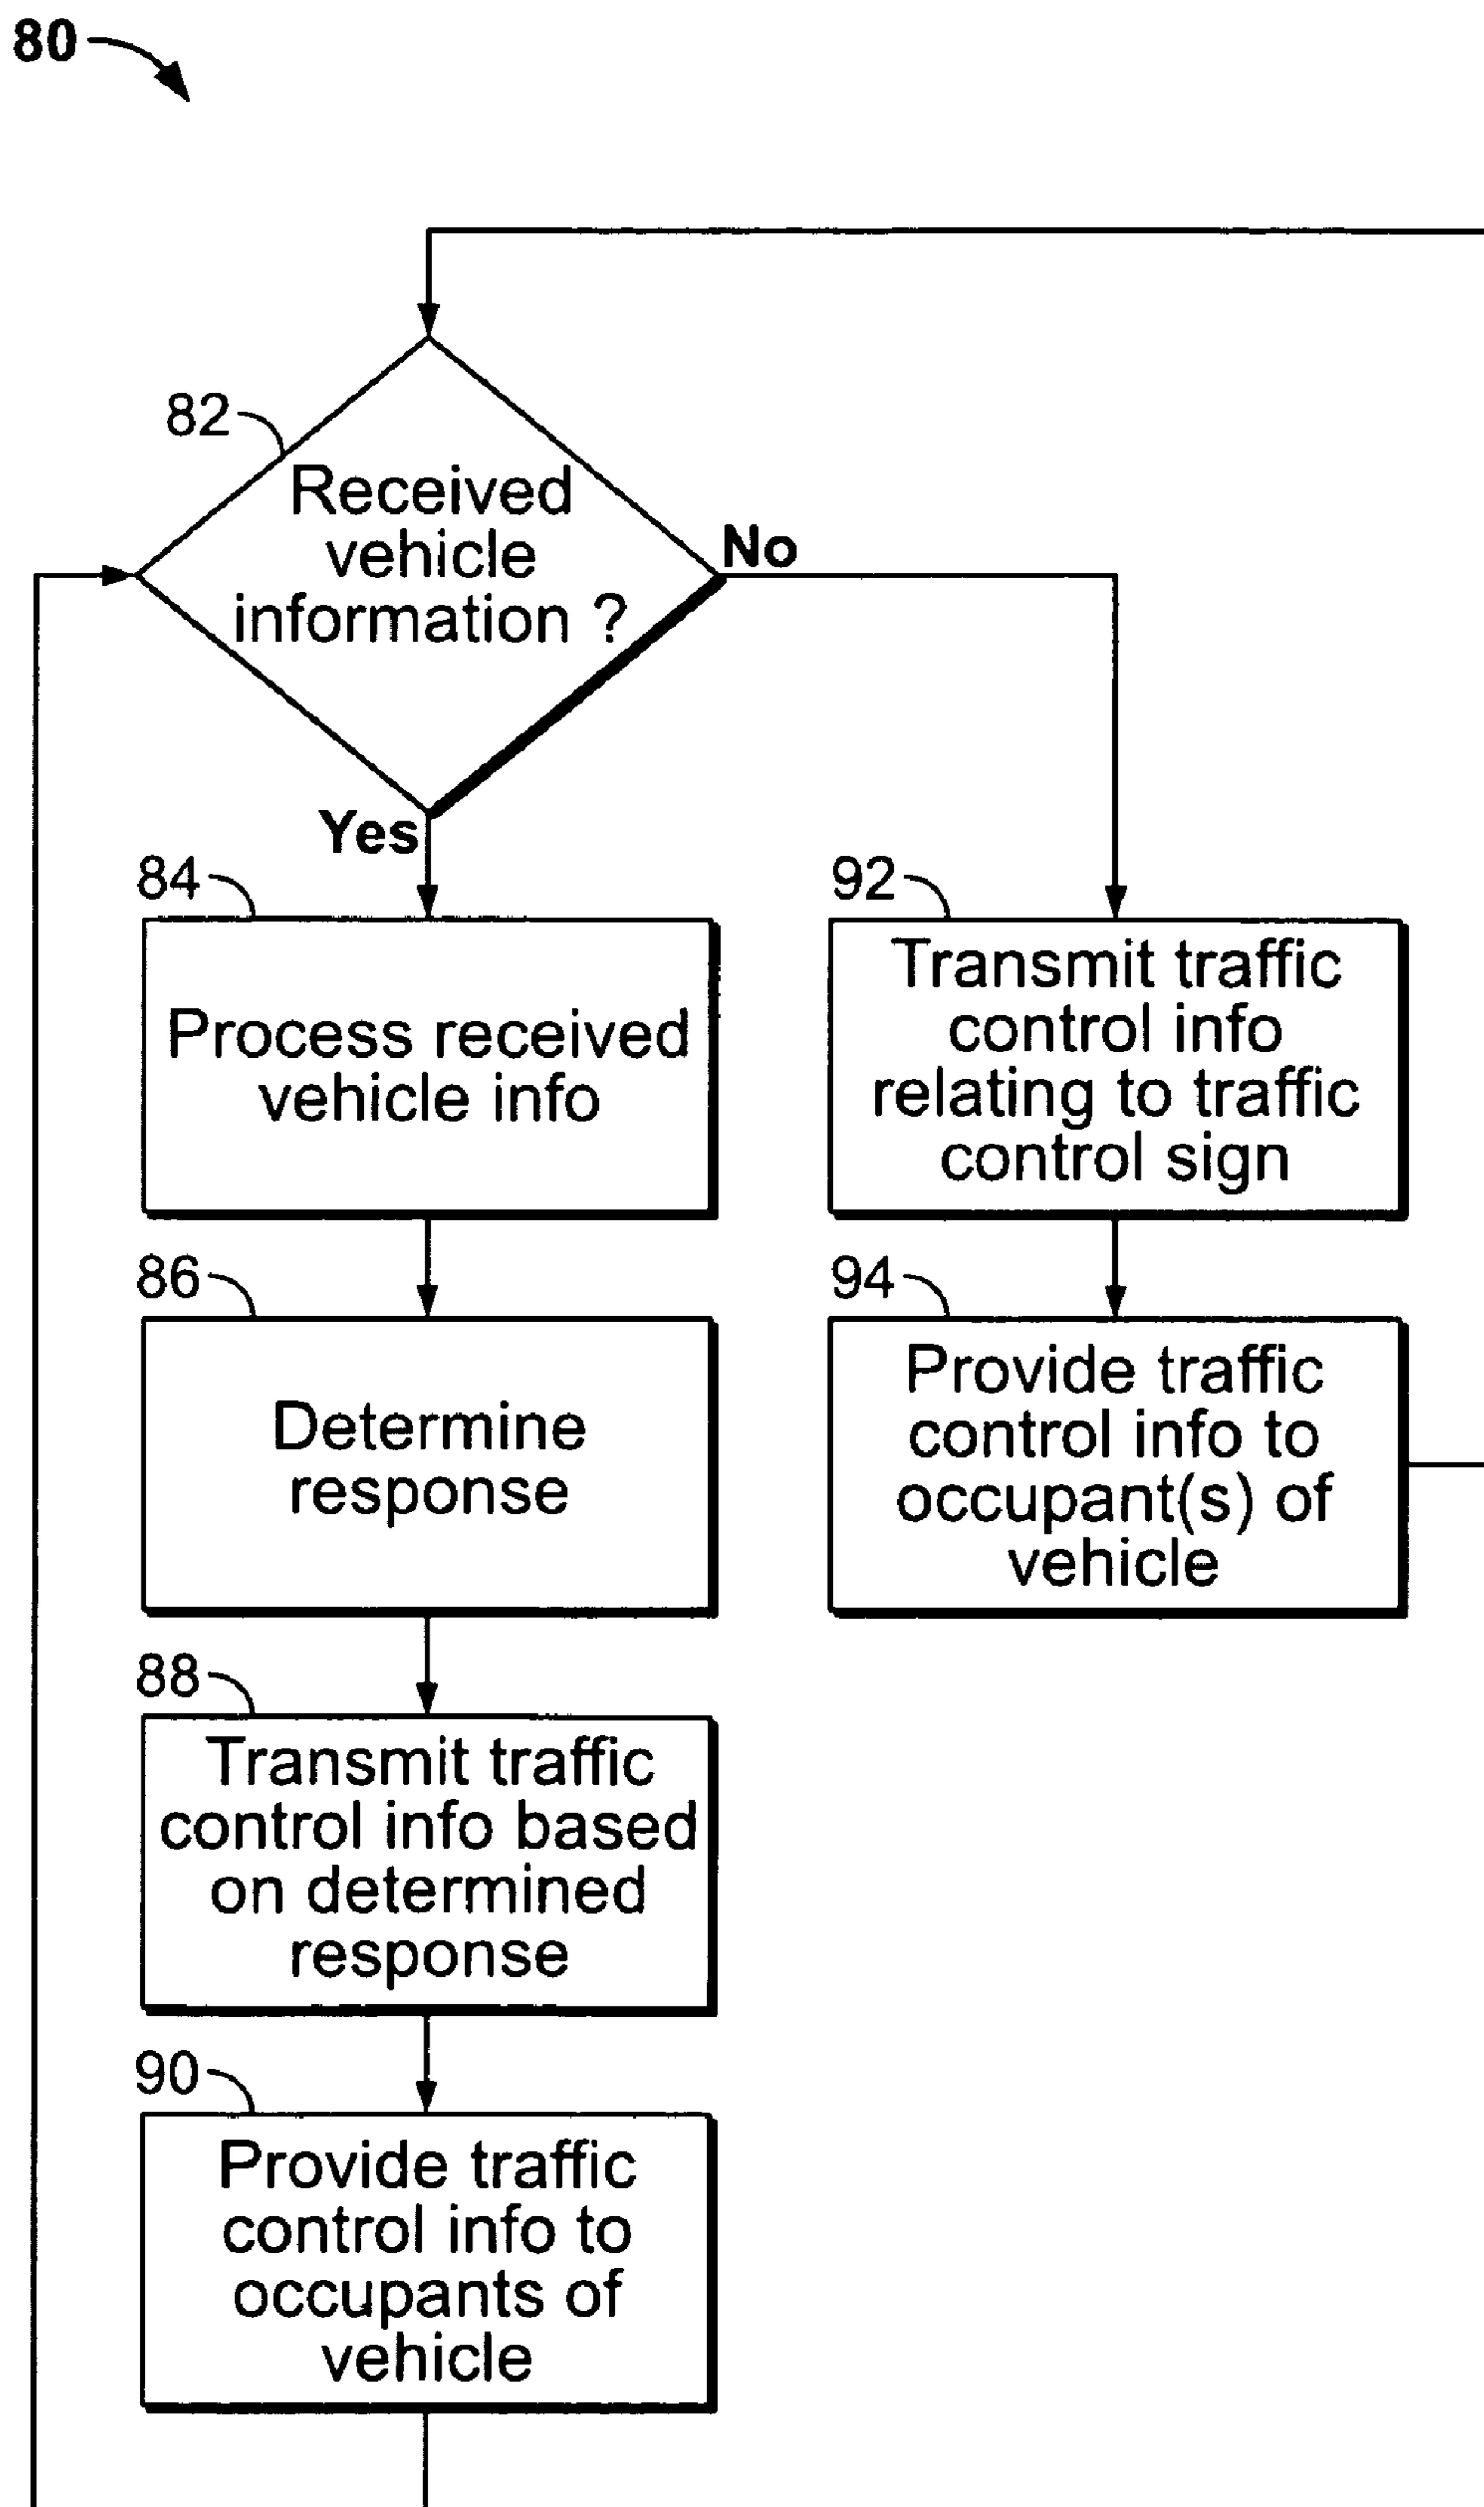 80
82
Received
vehicle
information ?
No
Yes
84
Process received
vehicle info
86
Determine
response
88
Transmit traffic
control info based
on determined
response
90
Provide traffic
control info to
occupants of
vehicle
92
Transmit traffic
control info
relating to traffic
control sign
94
Provide traffic
control info to
occupant(s) of
vehicle